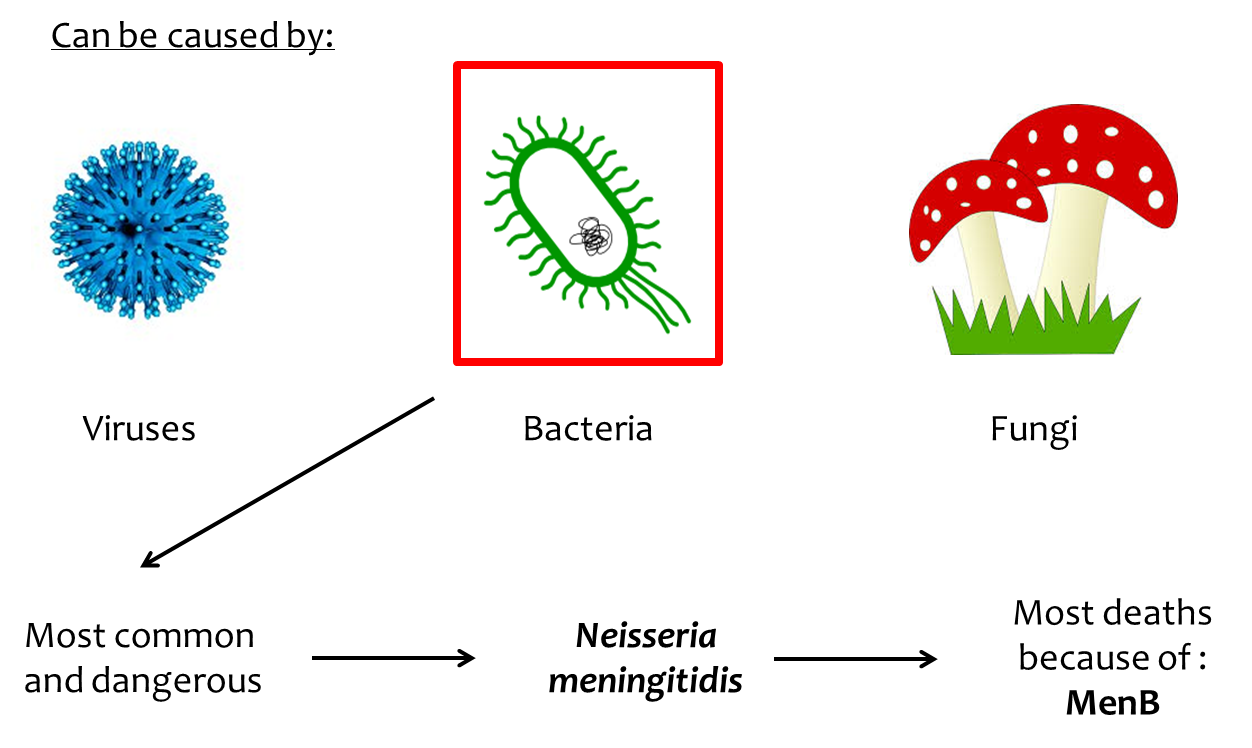 Can be caused by:
Viruses
Bacteria
Fungi
Most common
and dangerous
Neisseria
meningitidis
Most deaths
because of :
MenB